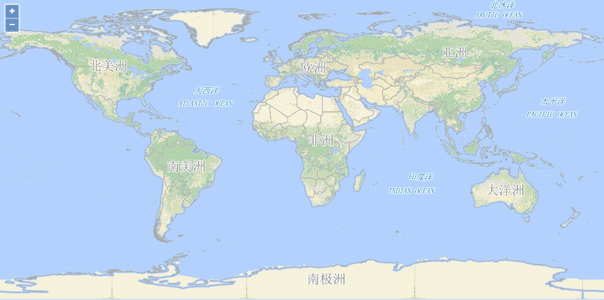 +
−
北冰洋
ARCTIC OCEAN
北美洲
欧洲
亚洲
大西洋
ATLANTIC OCEAN
太平洋
PACIFIC OCEAN
非洲
南美洲
印度洋
INDIAN OCEAN
大洋洲
南极洲